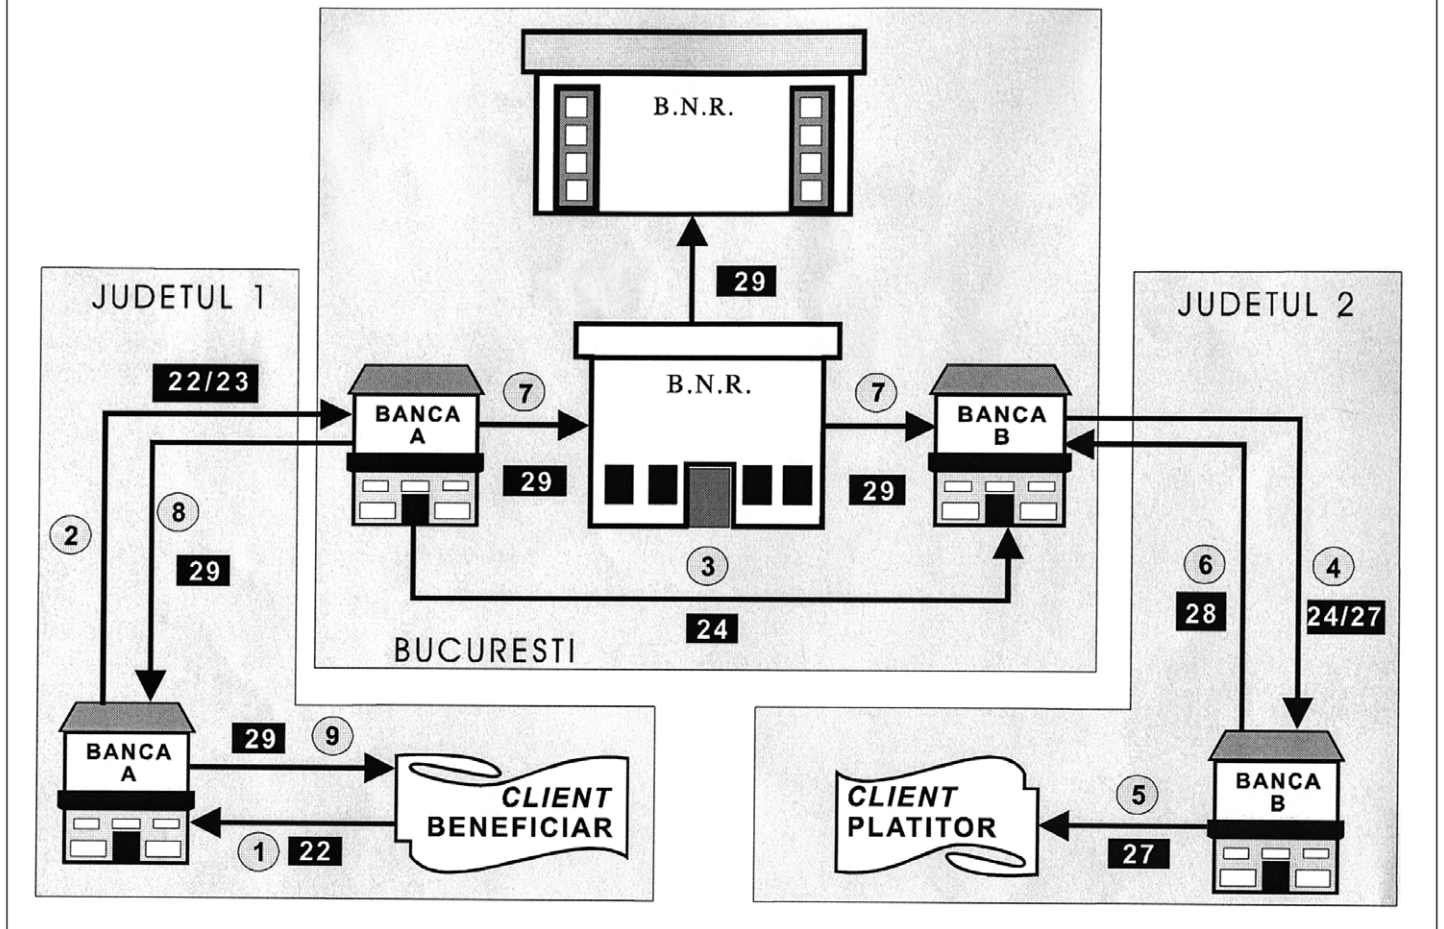 B.N.R.
29
JUDETUL 1
JUDETUL 2
22/23
7
B.N.R.
7
BANCA
A
BANCA
B
29
29
2
8
29
3
6
4
28
24/27
24
BUCURESTI
29
9
BANCA
A
CLIENT
BENEFICIAR
1
22
CLIENT
PLATITOR
5
27
BANCA
B